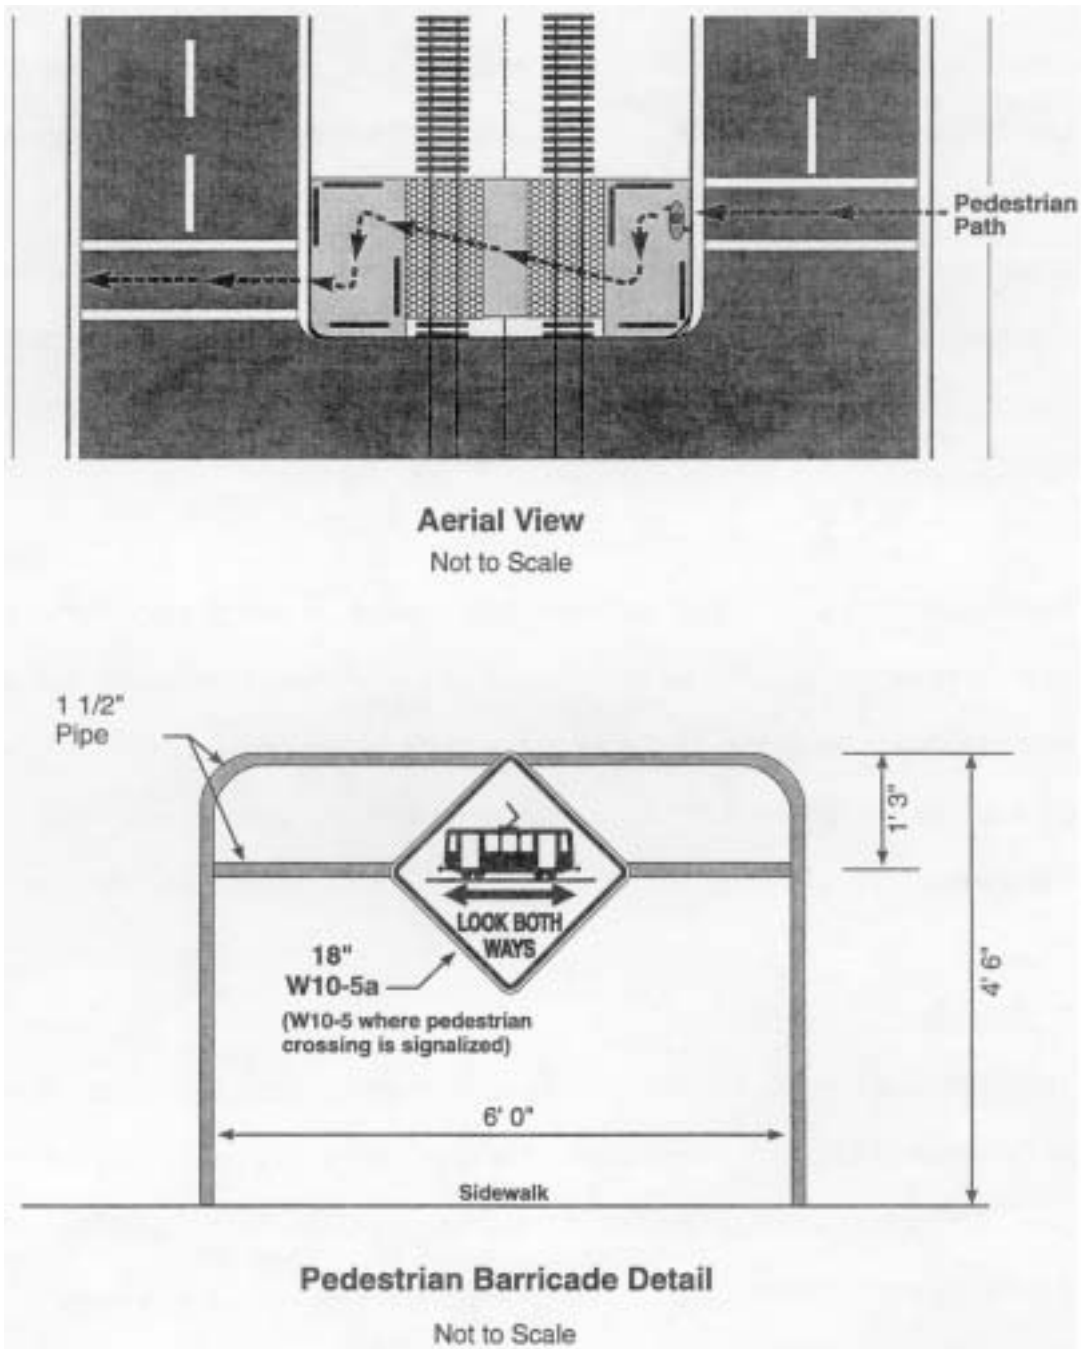 Pedestrian
Path
Aerial View
Not to Scale
1 1/2"
Pipe
1' 3"
LOOK BOTH
WAYS
18"
W10-5a
(W10-5 where pedestrian
crossing is signalized)
4' 6"
6' 0"
Sidewalk
Pedestrian Barricade Detail
Not to Scale